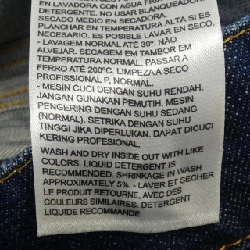 EN LAVADORA CON AGUA FRIA
DETERGENTE. NO USAR BLANQUEADOR
SECADO MEDIO EN SECADORA.
PLANCHAR EN TEMPERATURA ALTA SI ES
NECESARIO. ES POSIBLE LAVAR EN SECO.
- LAVAGEM NORMAL ATÉ 30°. NÃO
ALVEJAR. SECAGEM EM TAMBOR EM
TEMPERATURA NORMAL. PASSAR A
FERRO ATÉ 200°C. LIMPEZA A SECO
PROFISSIONAL P, NORMAL.
- MESIN CUCI DENGAN SUHU RENDAH.
JANGAN GUNAKAN PEMUTIH. MESIN
PENGERING DENGAN SUHU SEDANG
(NORMAL). SETRIKA DENGAN SUHU
TINGGI JIKA DIPERLUKAN. DAPAT DICUCI
KERING PROFESIONAL.
WASH AND DRY INSIDE OUT WITH LIKE
COLORS. LIQUID DETERGENT IS
RECOMMENDED. SHRINKAGE IN WASH
APPROXIMATELY 5%. - LAVER ET SECHER
LE PRODUIT RETOURNE, AVEC DES
COULEURS SIMILAIRES. DETERGENT
LIQUIDE RECOMMANDE